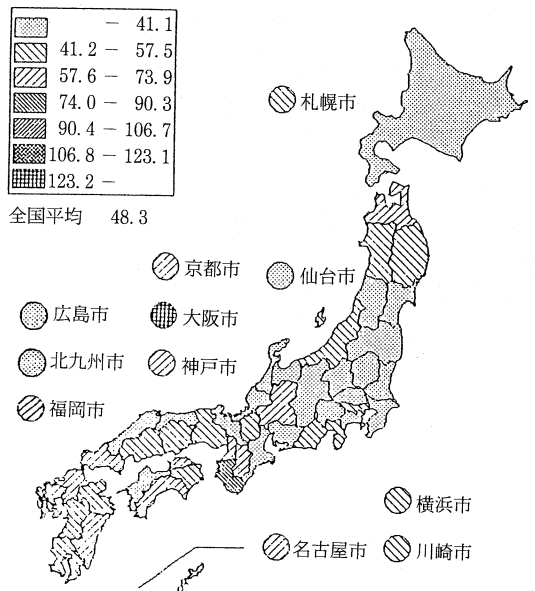 — 41.1
41.2 — 57.5
57.6 — 73.9
74.0 — 90.3
90.4 — 106.7
106.8 — 123.1
123.2 —
全国平均 48.3
札幌市
京都市
仙台市
広島市
大阪市
北九州市
神戸市
福岡市
横浜市
名古屋市
川崎市